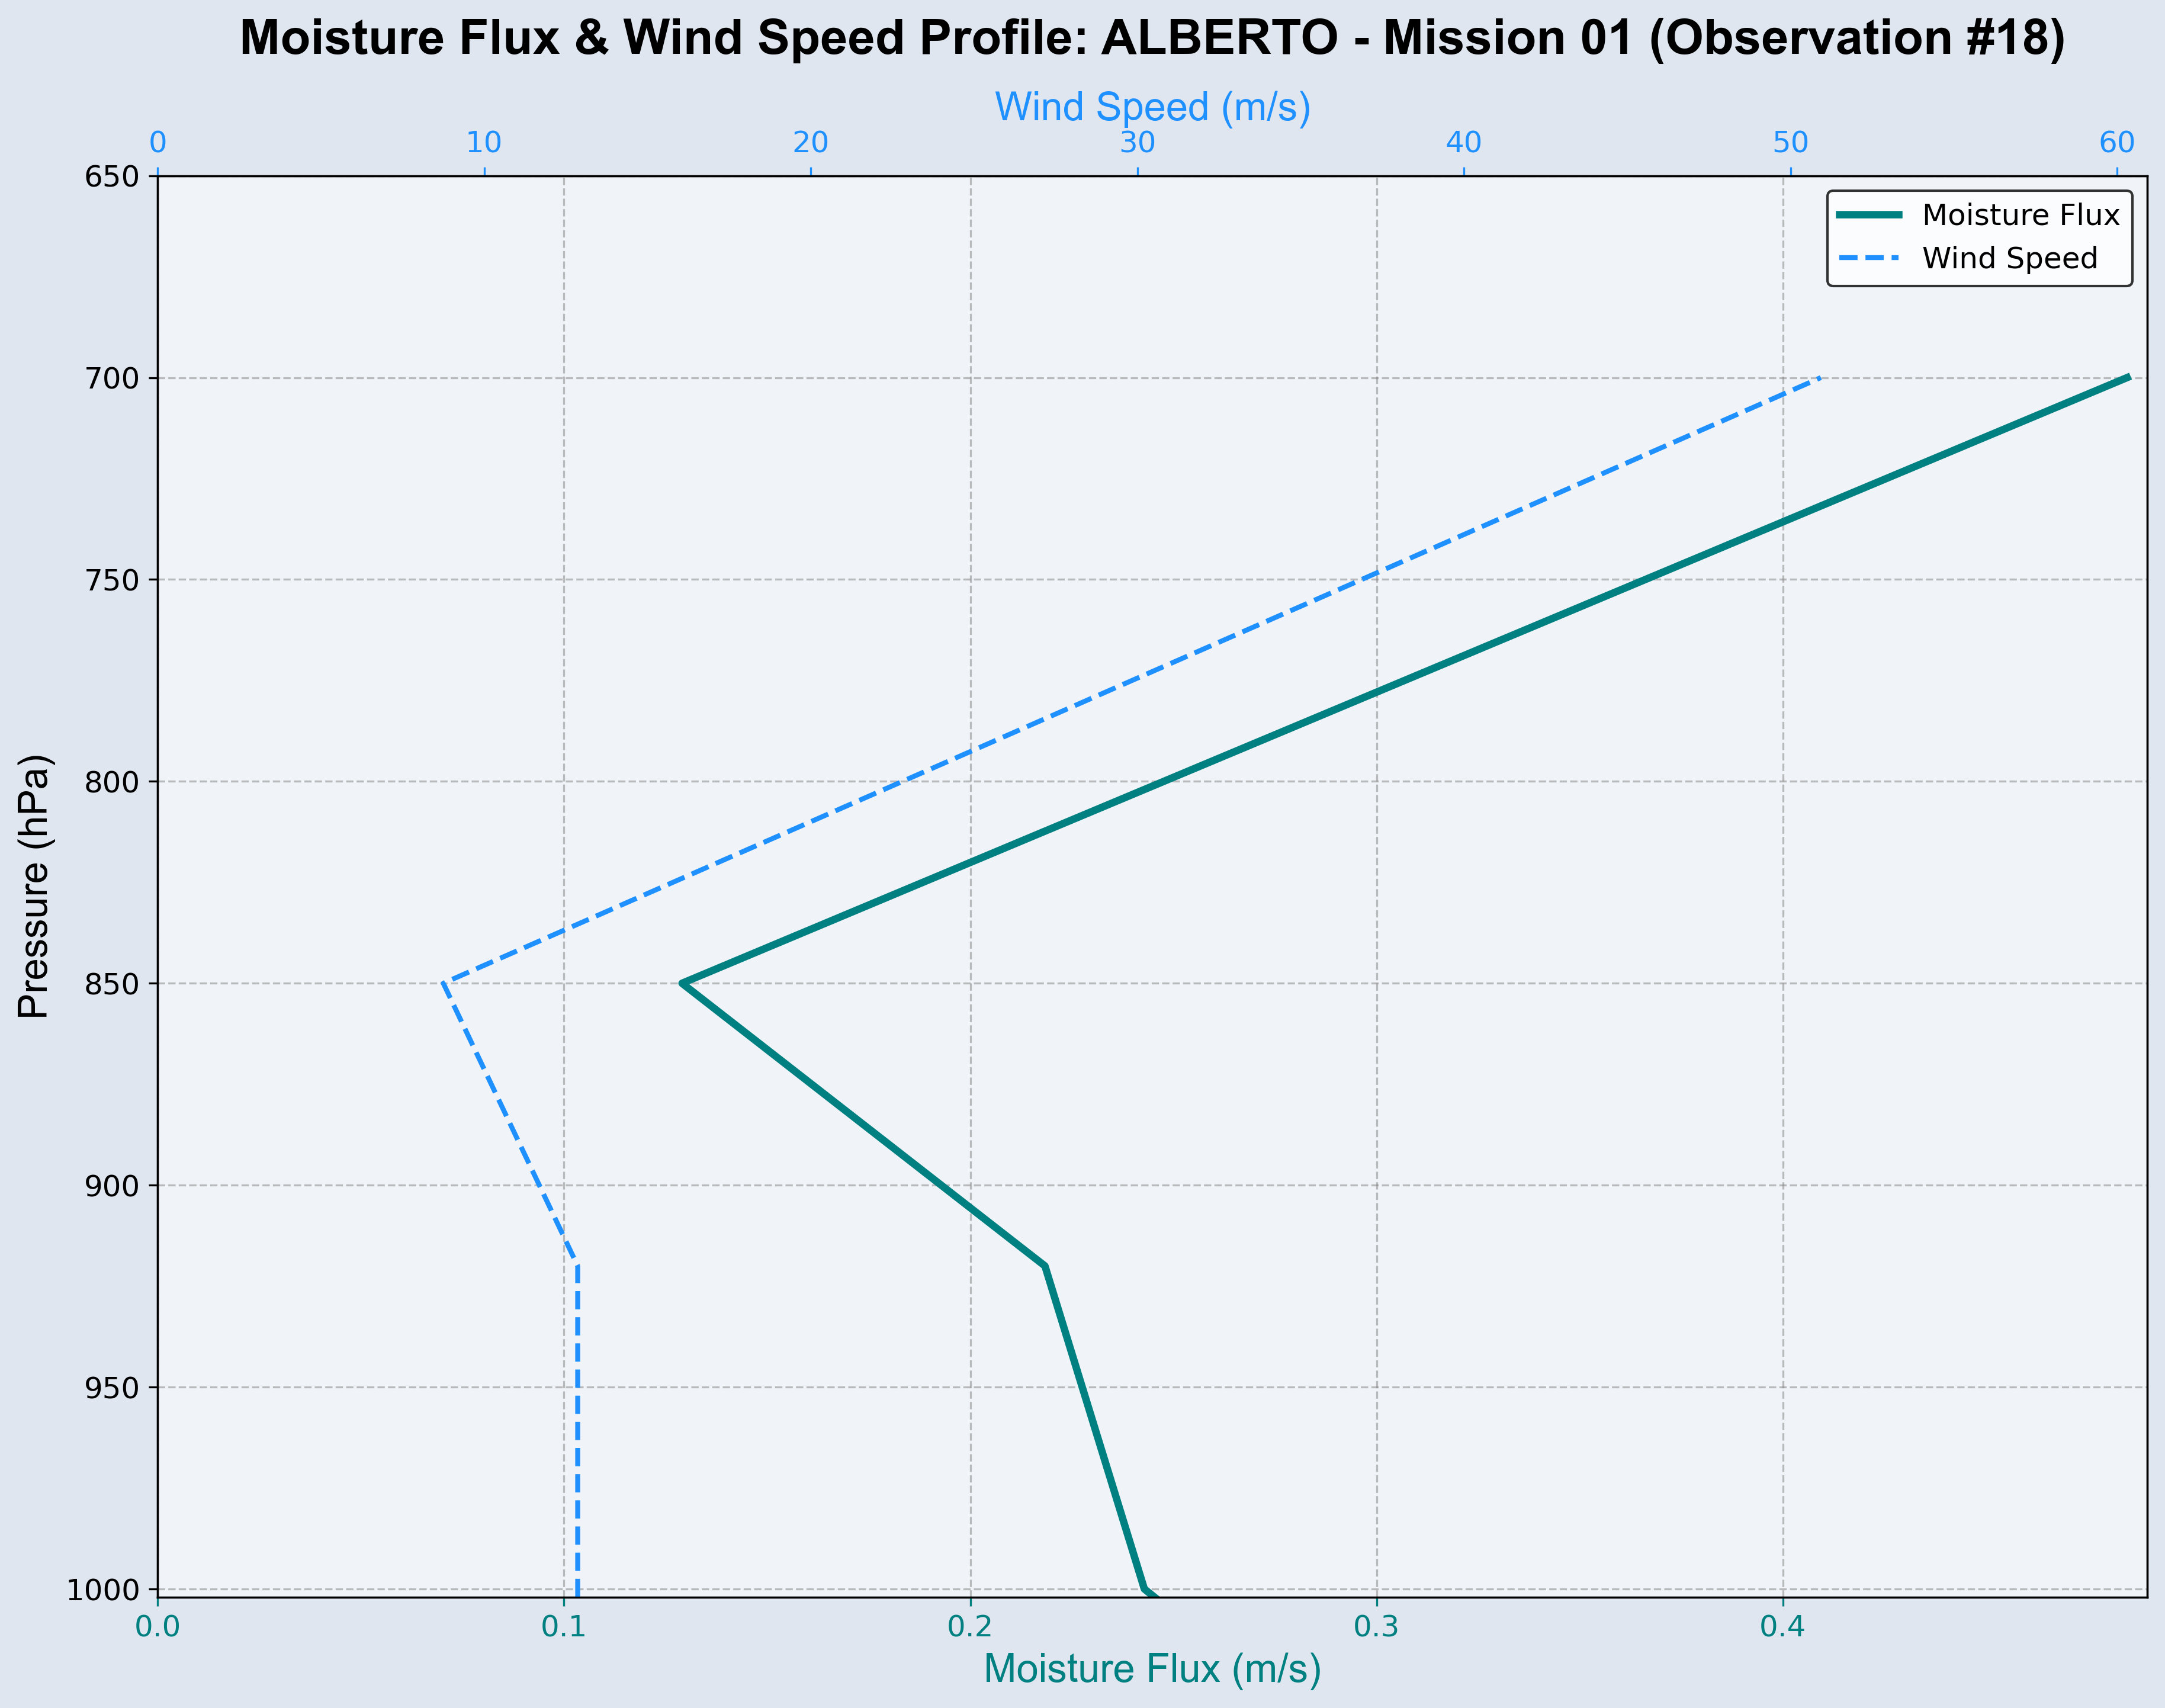 Moisture Flux & Wind Speed Profile: ALBERTO - Mission 01 (Observation #18)
Wind Speed (m/s)
0 10 20 30 40 50 60
Moisture Flux
Wind Speed
Pressure (hPa)
650
700
750
800
850
900
950
1000
0.0 0.1 0.2 0.3 0.4
Moisture Flux (m/s)